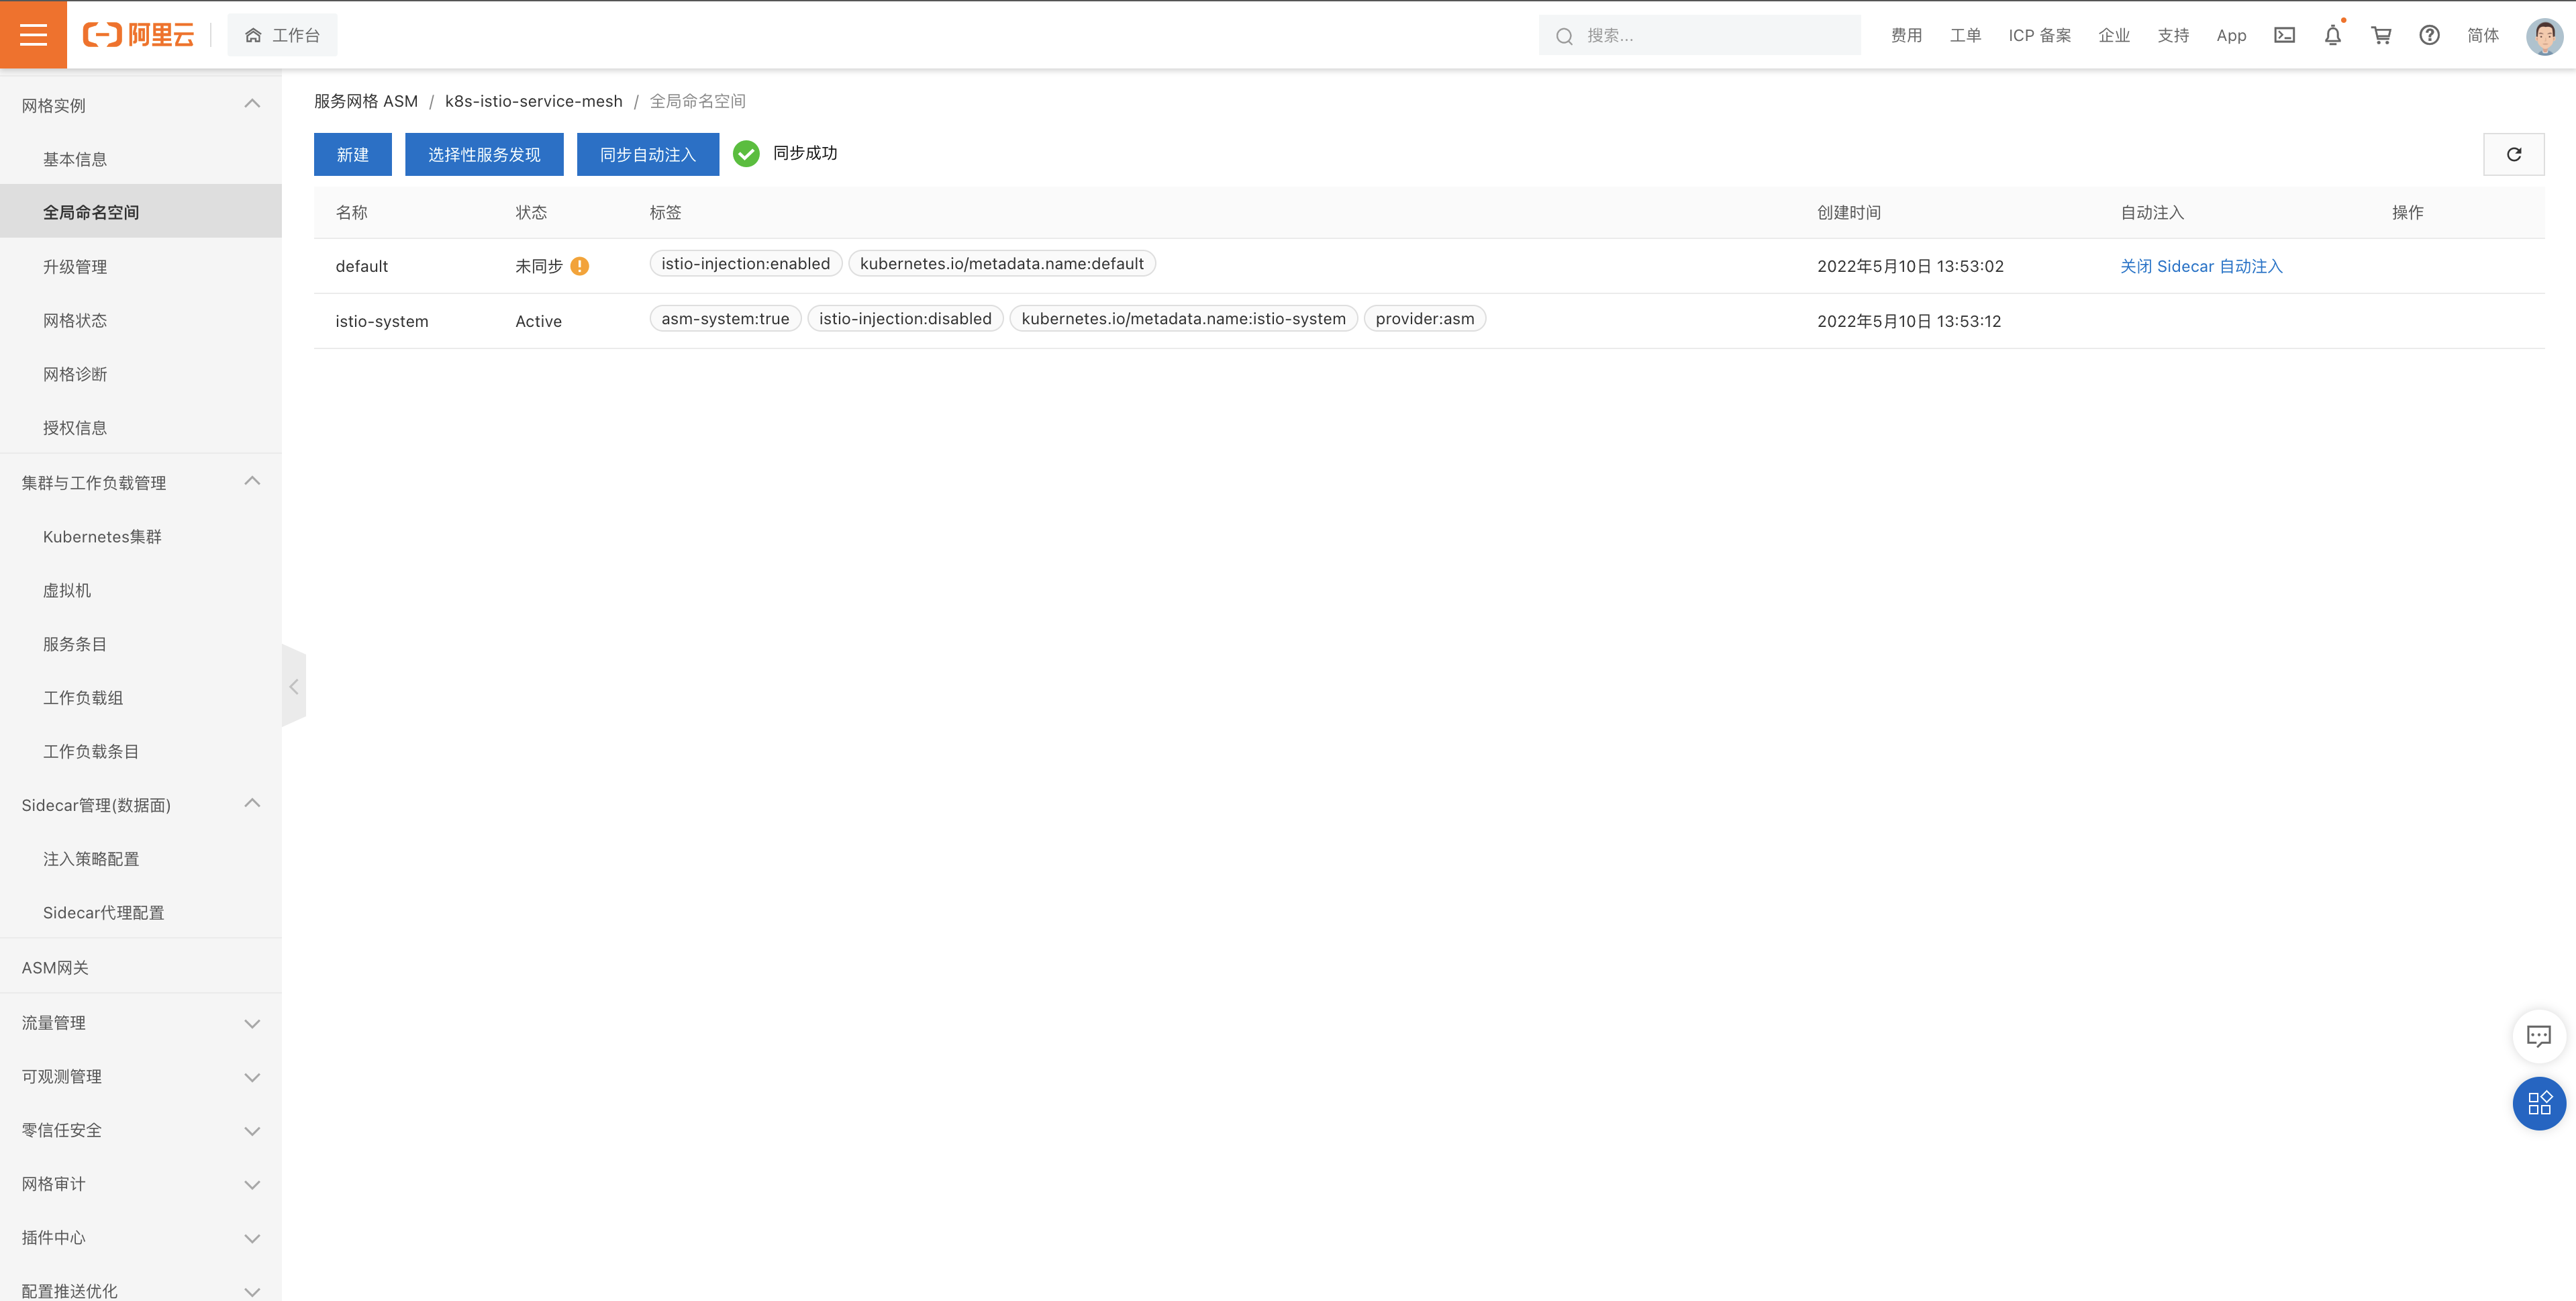 阿里云
工作台
搜索...
费用 工单 ICP 备案 企业 支持 App 简体
网格实例
基本信息
全局命名空间
升级管理
网格状态
网格诊断
授权信息
集群与工作负载管理
Kubernetes集群
虚拟机
服务条目
工作负载组
工作负载条目
Sidecar管理(数据面)
注入策略配置
Sidecar代理配置
ASM网关
流量管理
可观测管理
零信任安全
网格审计
插件中心
配置推送优化
服务网格 ASM / k8s-istio-service-mesh / 全局命名空间
新建 选择性服务发现 同步自动注入 同步成功
名称 状态 标签 创建时间 自动注入 操作
default 未同步 istio-injection:enabled kubernetes.io/metadata.name:default 2022年5月10日 13:53:02 关闭 Sidecar 自动注入
istio-system Active asm-system:true istio-injection:disabled kubernetes.io/metadata.name:istio-system provider:asm 2022年5月10日 13:53:12